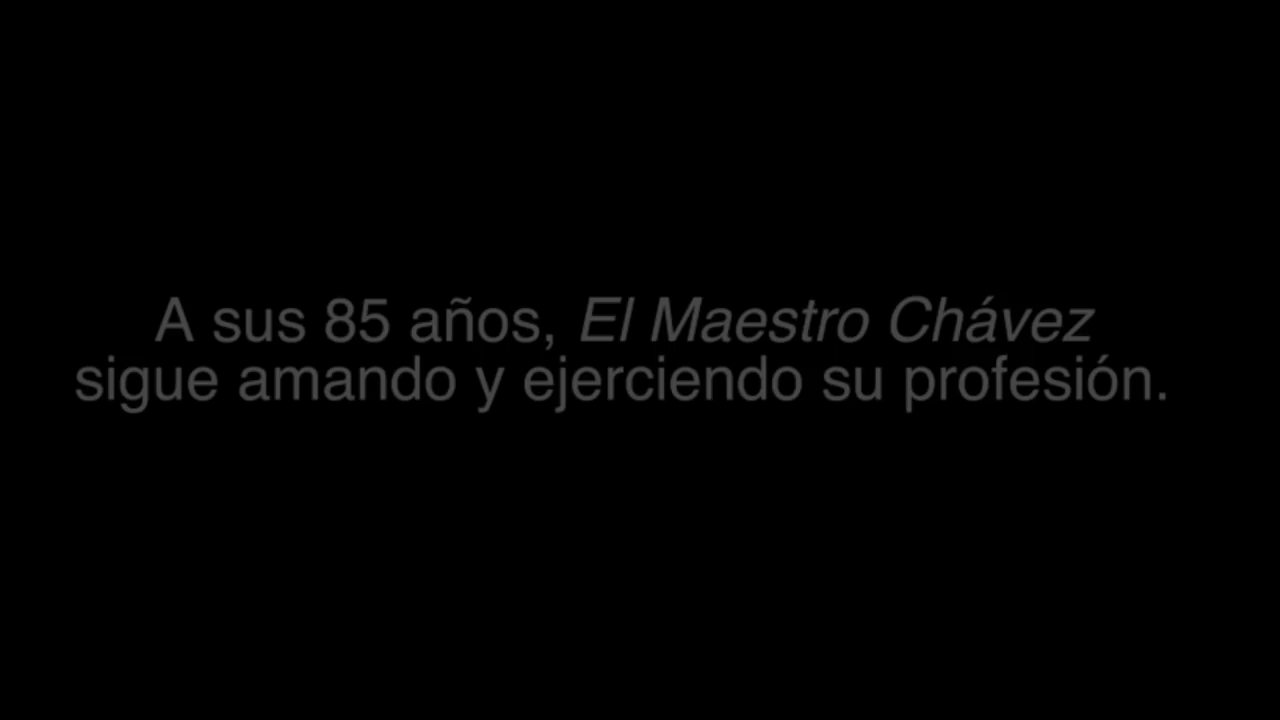 A sus 85 años, El Maestro Chávez
sigue amando y ejerciendo su profesión.